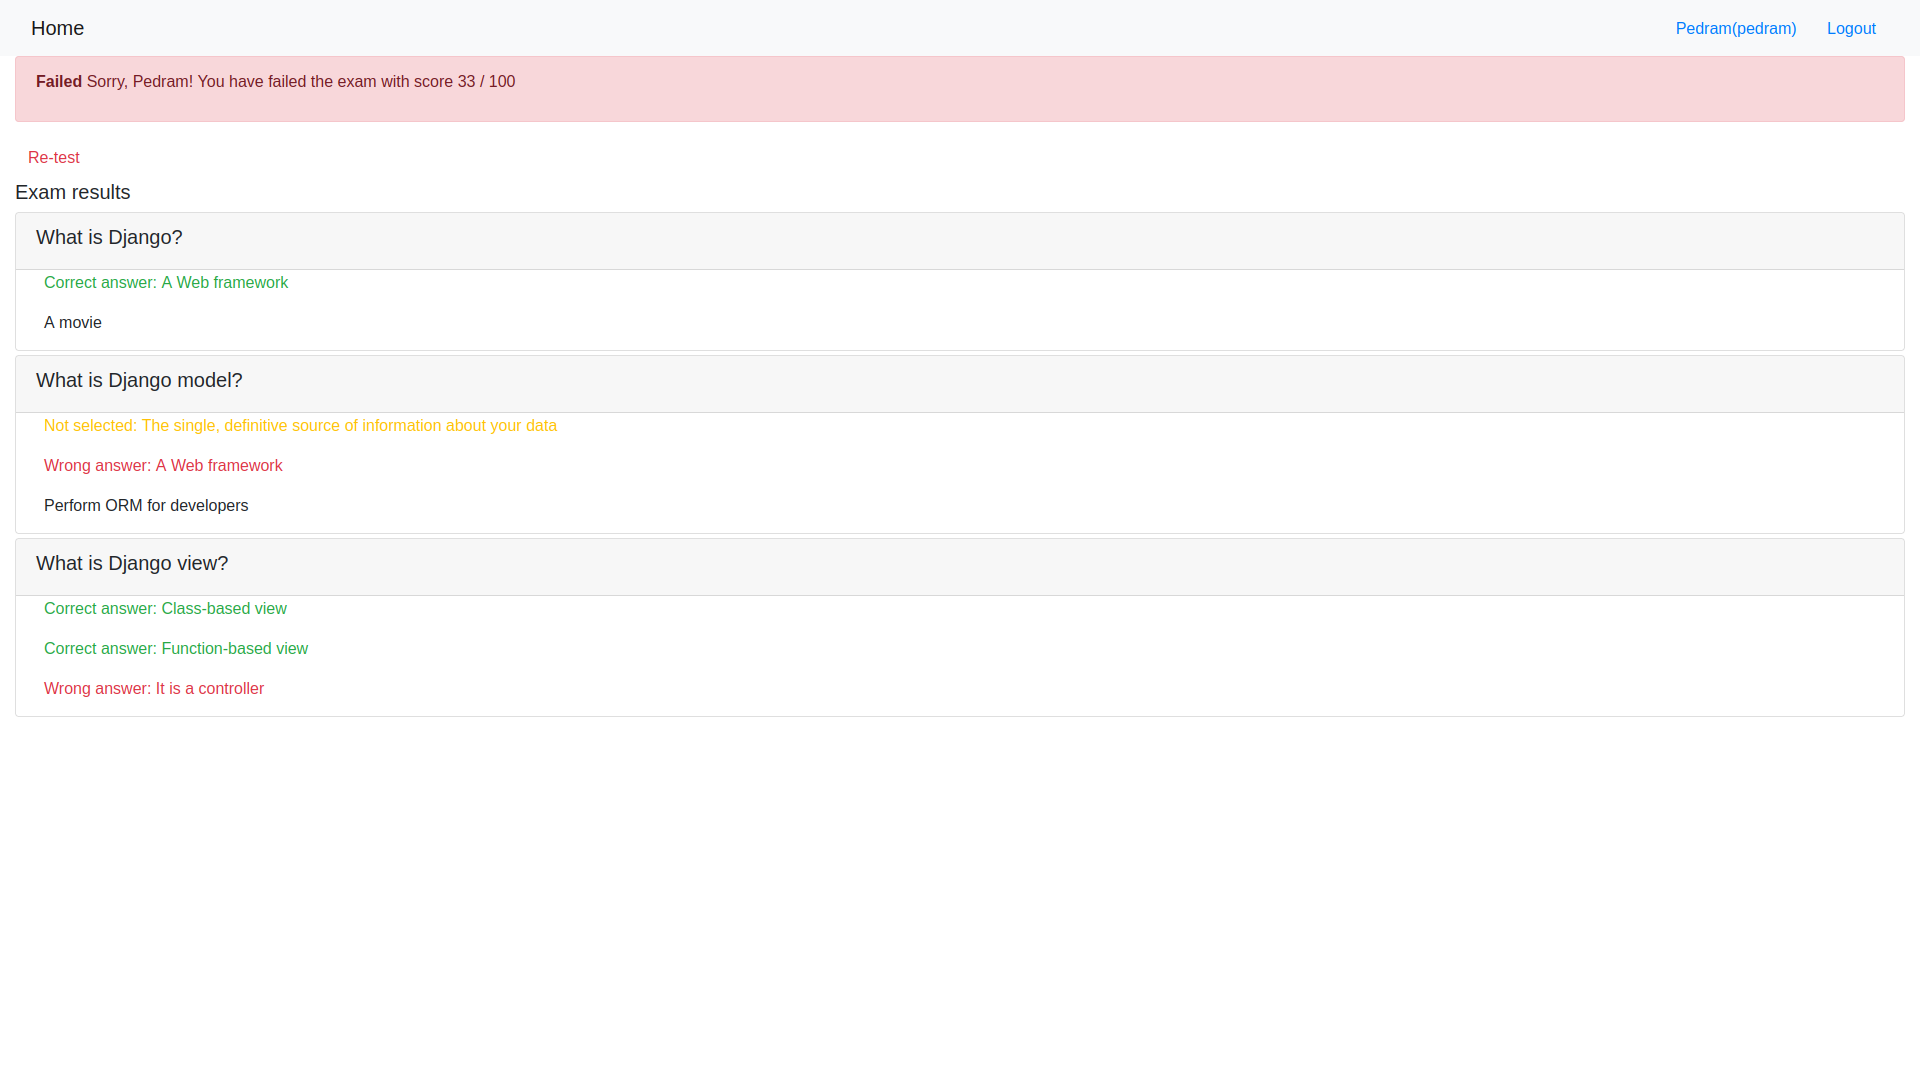 Home
Pedram(pedram)
Logout
Failed Sorry, Pedram! You have failed the exam with score 33 / 100
Re-test
Exam results
What is Django?
Correct answer: A Web framework
A movie
What is Django model?
Not selected: The single, definitive source of information about your data
Wrong answer: A Web framework
Perform ORM for developers
What is Django view?
Correct answer: Class-based view
Correct answer: Function-based view
Wrong answer: It is a controller